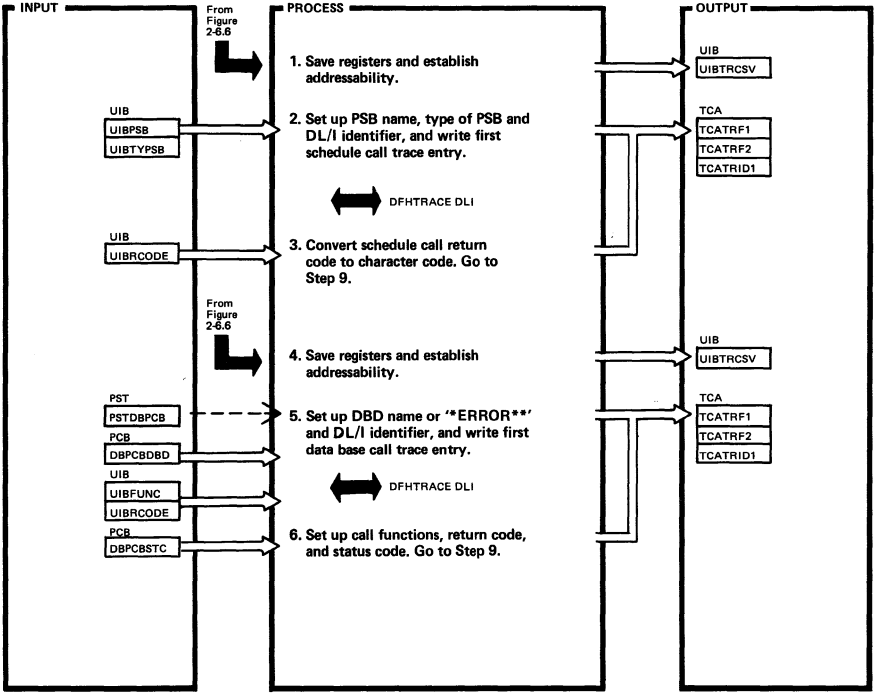 INPUT
PROCESS
OUTPUT
From
Figure
2-6.6
1. Save registers and establish
addressability.
UIB
UIBTRCSV
UIB
UIBPSB
UIBTYPSB
2. Set up PSB name, type of PSB and
DL/I identifier, and write first
schedule call trace entry.
TCA
TCATRF1
TCATRF2
TCATRID1
DFHTRACE DLI
UIB
UIBRCODE
3. Convert schedule call return
code to character code. Go to
Step 9.
From
Figure
2-6.6
4. Save registers and establish
addressability.
UIB
UIBTRCSV
PST
PSTDBPCB
PCB
DBPCBDBD
UIB
UIBFUNC
UIBRCODE
PCB
DBPCBSTC
5. Set up DBD name or '*ERROR**'
and DL/I identifier, and write first
data base call trace entry.
TCA
TCATRF1
TCATRF2
TCATRID1
DFHTRACE DLI
6. Set up call functions, return code,
and status code. Go to Step 9.